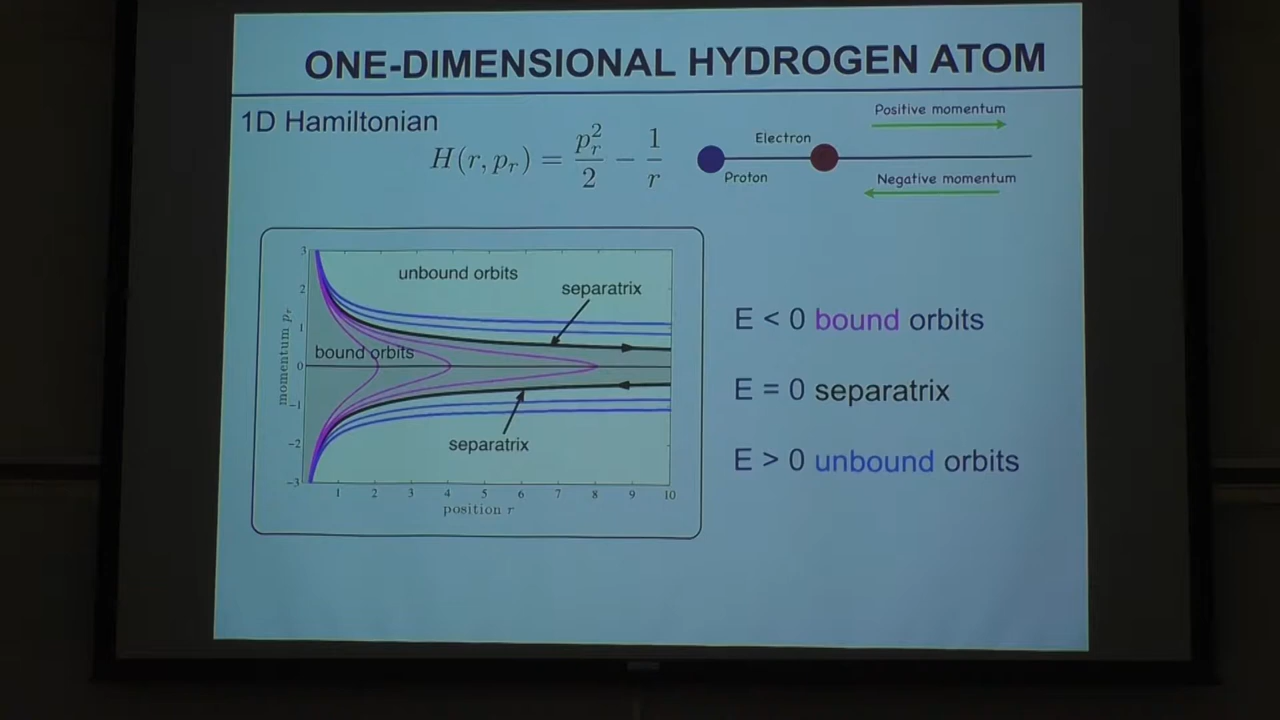 ONE-DIMENSIONAL HYDROGEN ATOM
1D Hamiltonian
H(r, p_r) = p_r^2/2 − 1/r
Positive momentum
Electron
Proton
Negative momentum
unbound orbits
separatrix
bound orbits
separatrix
momentum p_r
3
2
1
0
−1
−2
−3
1 2 3 4 5 6 7 8 9 10
position r
E < 0 bound orbits
E = 0 separatrix
E > 0 unbound orbits